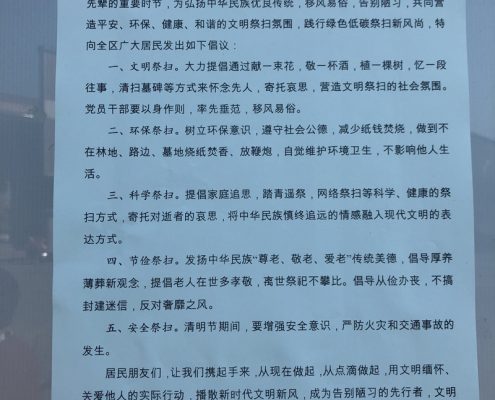 先辈的重要时节，为弘扬中华民族优良传统，移风易俗，告别陋习，共同营
造平安、环保、健康、和谐的文明祭扫氛围，践行绿色低碳祭扫新风尚，特
向全区广大居民发出如下倡议：
一、文明祭扫。大力提倡通过献一束花，敬一杯酒，植一棵树，忆一段
往事，清扫墓碑等方式来怀念先人，寄托哀思，营造文明祭扫的社会氛围。
党员干部要以身作则，率先垂范，移风易俗。
二、环保祭扫。树立环保意识，遵守社会公德，减少纸钱焚烧，做到不
在林地、路边、墓地烧纸焚香、放鞭炮，自觉维护环境卫生，不影响他人生
活。
三、科学祭扫。提倡家庭追思，踏青遥祭，网络祭扫等科学、健康的祭
扫方式，寄托对逝者的哀思，将中华民族慎终追远的情感融入现代文明的表
达方式。
四、节俭祭扫。发扬中华民族“尊老、敬老、爱老”传统美德，倡导厚养
薄葬新观念，提倡老人在世多孝敬，离世祭祀不攀比。倡导从俭办丧，不搞
封建迷信，反对奢靡之风。
五、安全祭扫。清明节期间，要增强安全意识，严防火灾和交通事故的
发生。
居民朋友们，让我们携起手来，从现在做起，从点滴做起，用文明缅怀、
关爱他人的实际行动，播散新时代文明新风，成为告别陋习的先行者，文明